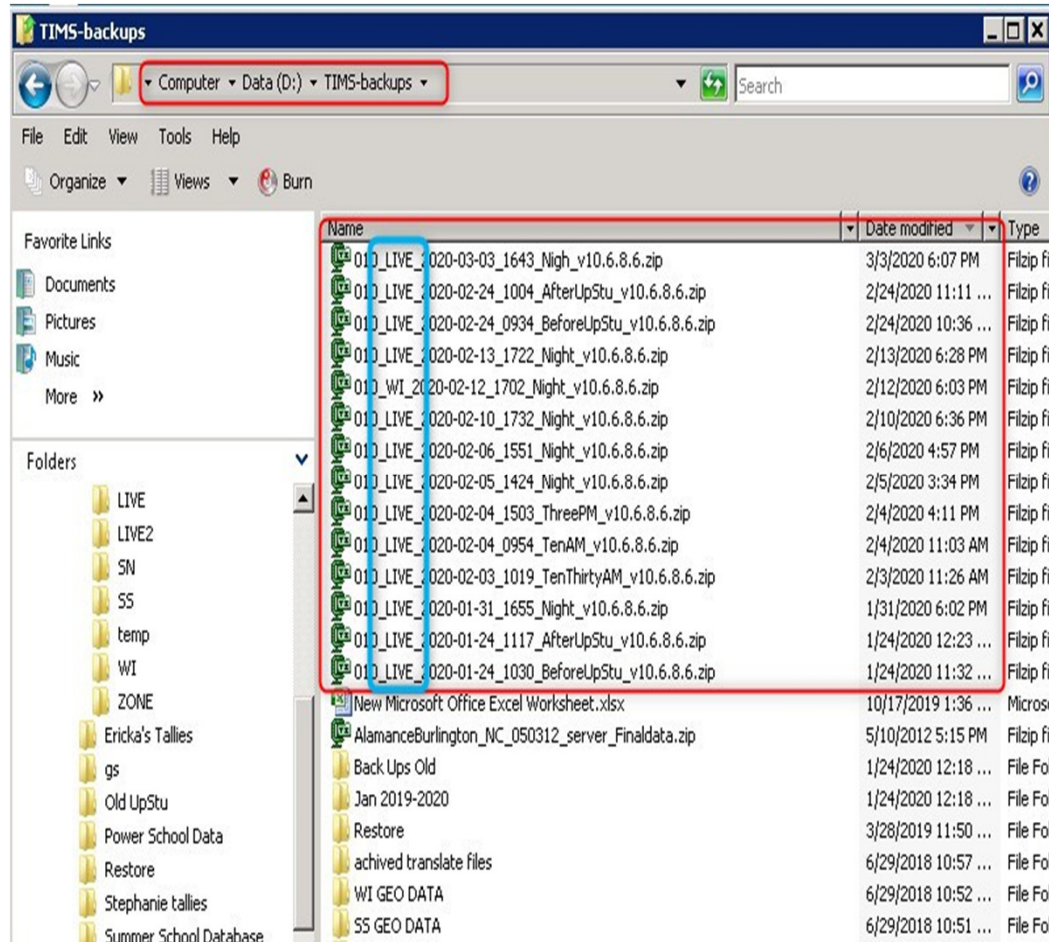 TIMS-backups
Computer Data (D:) TIMS-backups
Search
File Edit View Tools Help
Organize Views Burn
Favorite Links
Documents
Pictures
Music
More »
Folders
LIVE
LIVE2
SN
SS
temp
WI
ZONE
Ericka's Tallies
gs
Old UpStu
Power School Data
Restore
Stephanie tallies
Summer School Database
Name Date modified Type
010_LIVE_2020-03-03_1643_Nigh_v10.6.8.6.zip 3/3/2020 6:07 PM Filzip fi
010_LIVE_2020-02-24_1004_AfterUpStu_v10.6.8.6.zip 2/24/2020 11:11 ... Filzip fi
010_LIVE_2020-02-24_0934_BeforeUpStu_v10.6.8.6.zip 2/24/2020 10:36 ... Filzip fi
010_LIVE_2020-02-13_1722_Night_v10.6.8.6.zip 2/13/2020 6:28 PM Filzip fi
010_WI_2020-02-12_1702_Night_v10.6.8.6.zip 2/12/2020 6:03 PM Filzip fi
010_LIVE_2020-02-10_1732_Night_v10.6.8.6.zip 2/10/2020 6:36 PM Filzip fi
010_LIVE_2020-02-06_1551_Night_v10.6.8.6.zip 2/6/2020 4:57 PM Filzip fi
010_LIVE_2020-02-05_1424_Night_v10.6.8.6.zip 2/5/2020 3:34 PM Filzip fi
010_LIVE_2020-02-04_1503_ThreePM_v10.6.8.6.zip 2/4/2020 4:11 PM Filzip fi
010_LIVE_2020-02-04_0954_TenAM_v10.6.8.6.zip 2/4/2020 11:03 AM Filzip fi
010_LIVE_2020-02-03_1019_TenThirtyAM_v10.6.8.6.zip 2/3/2020 11:26 AM Filzip fi
010_LIVE_2020-01-31_1655_Night_v10.6.8.6.zip 1/31/2020 6:02 PM Filzip fi
010_LIVE_2020-01-24_1117_AfterUpStu_v10.6.8.6.zip 1/24/2020 12:23 ... Filzip fi
010_LIVE_2020-01-24_1030_BeforeUpStu_v10.6.8.6.zip 1/24/2020 11:32 ... Filzip fi
New Microsoft Office Excel Worksheet.xlsx 10/17/2019 1:36 ... Microso
AlamanceBurlington_NC_050312_server_Finaldata.zip 5/10/2012 5:15 PM Filzip fi
Back Ups Old 1/24/2020 12:18 ... File Fo
Jan 2019-2020 1/24/2020 12:18 ... File Fo
Restore 3/28/2019 11:50 ... File Fo
achived translate files 6/29/2018 10:57 ... File Fo
WI GEO DATA 6/29/2018 10:52 ... File Fo
SS GEO DATA 6/29/2018 10:51 ... File Fo